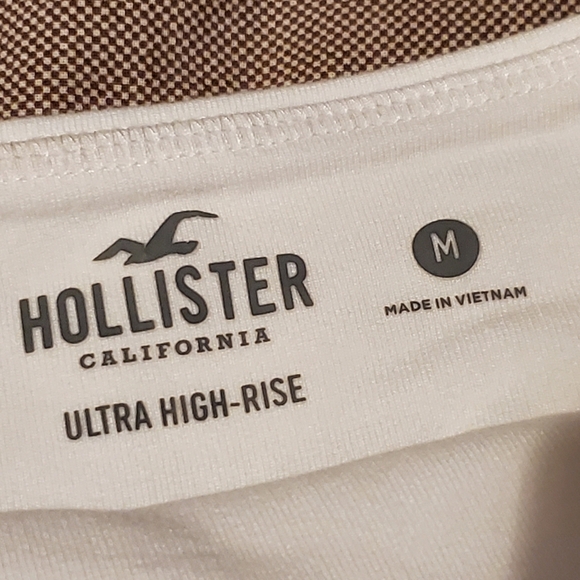 HOLLISTER
CALIFORNIA
ULTRA HIGH-RISE
M
MADE IN VIETNAM